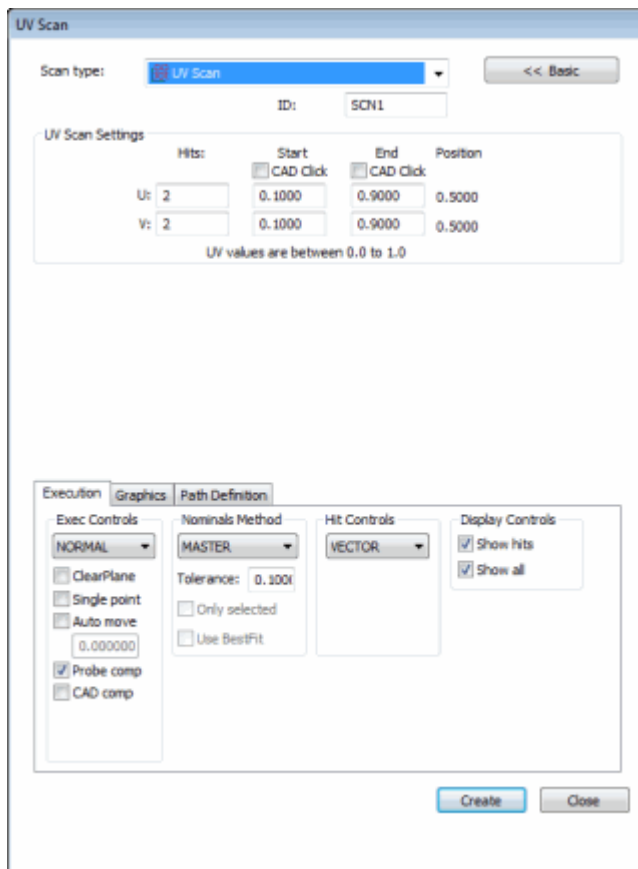 UV Scan
Scan type: UV Scan << Basic
ID: SCN1
UV Scan Settings
Hits: Start End Position
CAD Click CAD Click
U: 2 0.1000 0.9000 0.5000
V: 2 0.1000 0.9000 0.5000
UV values are between 0.0 to 1.0
Execution Graphics Path Definition
Exec Controls Nominals Method Hit Controls Display Controls
NORMAL MASTER VECTOR Show hits
ClearPlane Tolerance: 0.100 Show all
Single point Only selected
Auto move Use BestFit
0.000000
Probe comp
CAD comp
Create Close